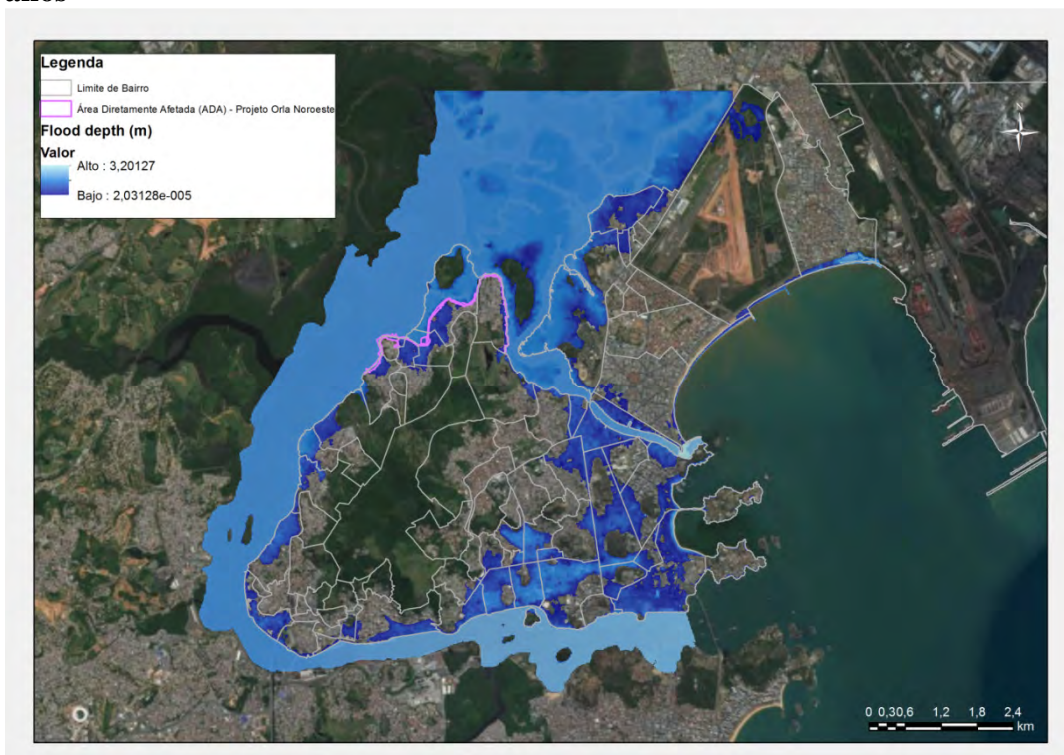 años
Legenda
Limite de Bairro
Área Diretamente Afetada (ADA) - Projeto Orla Noroeste
Flood depth (m)
Valor
Alto : 3,20127
Bajo : 2,03128e-005
N
0 0,30,6 1,2 1,8 2,4
km